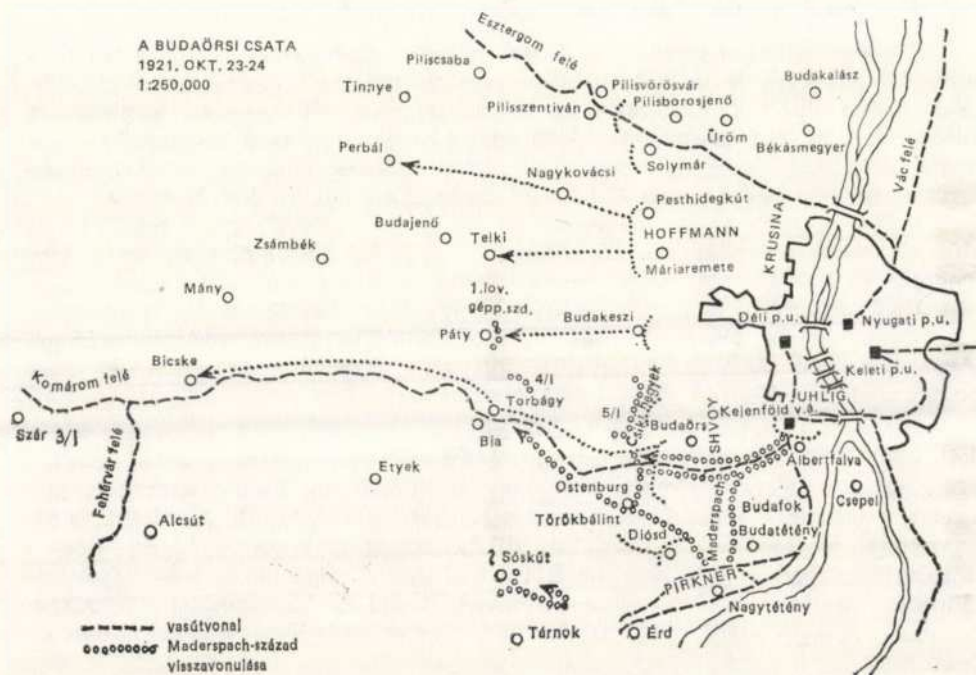 A BUDAÖRSI CSATA
1921, OKT. 23-24
1:250,000
Esztergom felé
Piliscsaba
Tinnye
Pilisvörösvár
Pilisszentiván
Pilisborosjenő
Budakalász
Üröm
Békásmegyer
Solymár
Vác felé
Perbál
Nagykovácsi
Pesthidegkút
KRUSINA
Budajenő
Telki
HOFFMANN
Zsámbék
Máriaremete
Mány
1. lov.
gépp. szd.
Páty
Budakeszi
Déli p.u.
Nyugati p.u.
Keleti p.u.
Bicske
Komárom felé
4/I
Torbágy
5/I
UHLIG
Kejenföld v.á.
Szár 3/I
Bia
Budaörs
SHVOY
Albertfalva
Fehérvár felé
Etyek
Ostenburg
Csepel
Törökbálint
Maderspach
Budafok
Alcsút
Diósd
Budatétény
Sóskút
PIRKNER
Nagytétény
Tárnok
Érd
vasútvonal
Maderspach-század
visszavonulása